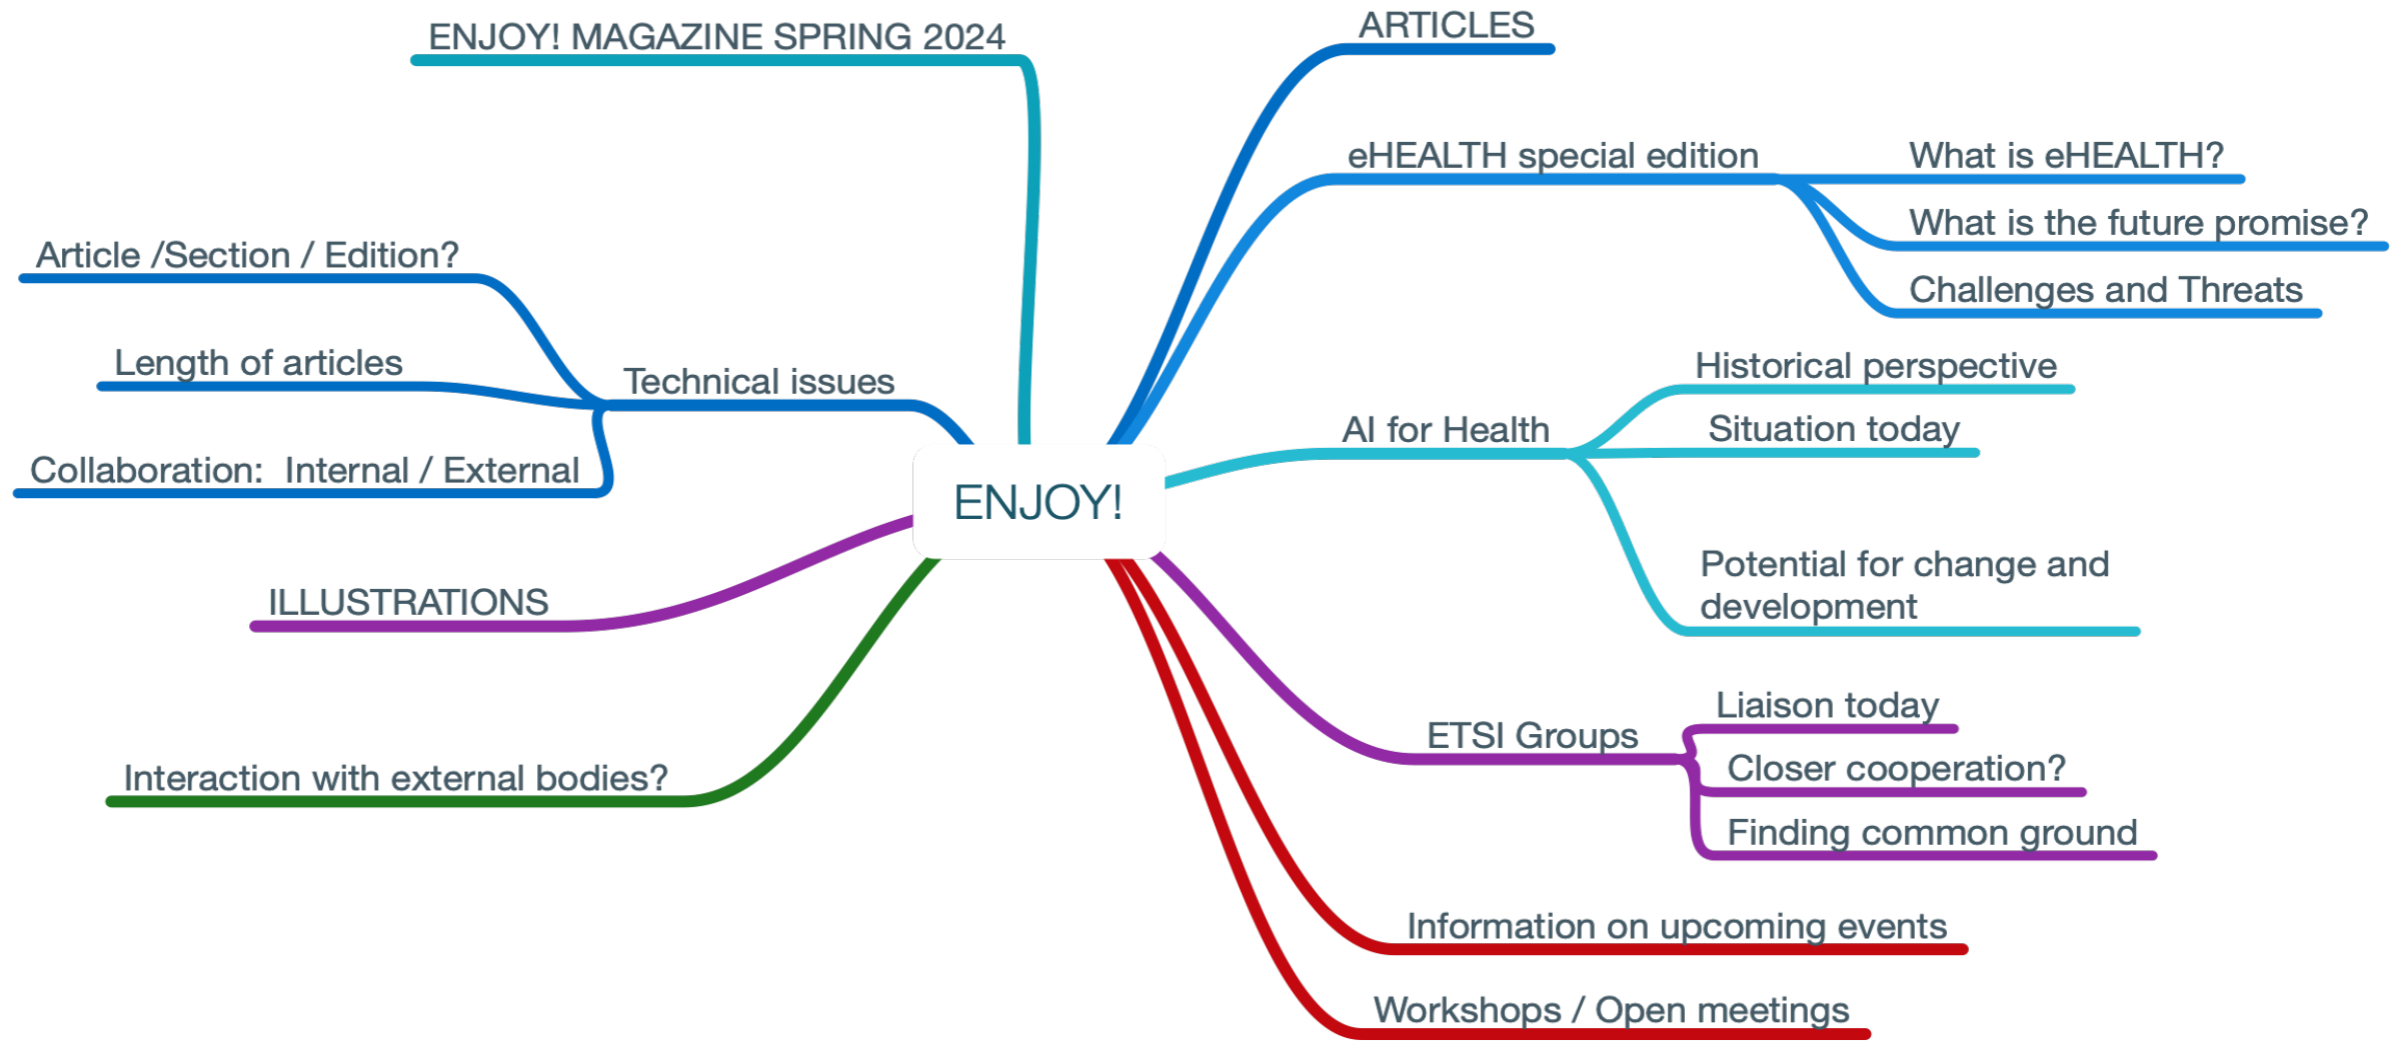 ENJOY! MAGAZINE SPRING 2024
Article /Section / Edition?
Length of articles
Technical issues
Collaboration:  Internal / External
ENJOY!
ILLUSTRATIONS
Interaction with external bodies?
ARTICLES
eHEALTH special edition
What is eHEALTH?
What is the future promise?
Challenges and Threats
AI for Health
Historical perspective
Situation today
Potential for change and
development
ETSI Groups
Liaison today
Closer cooperation?
Finding common ground
Information on upcoming events
Workshops / Open meetings